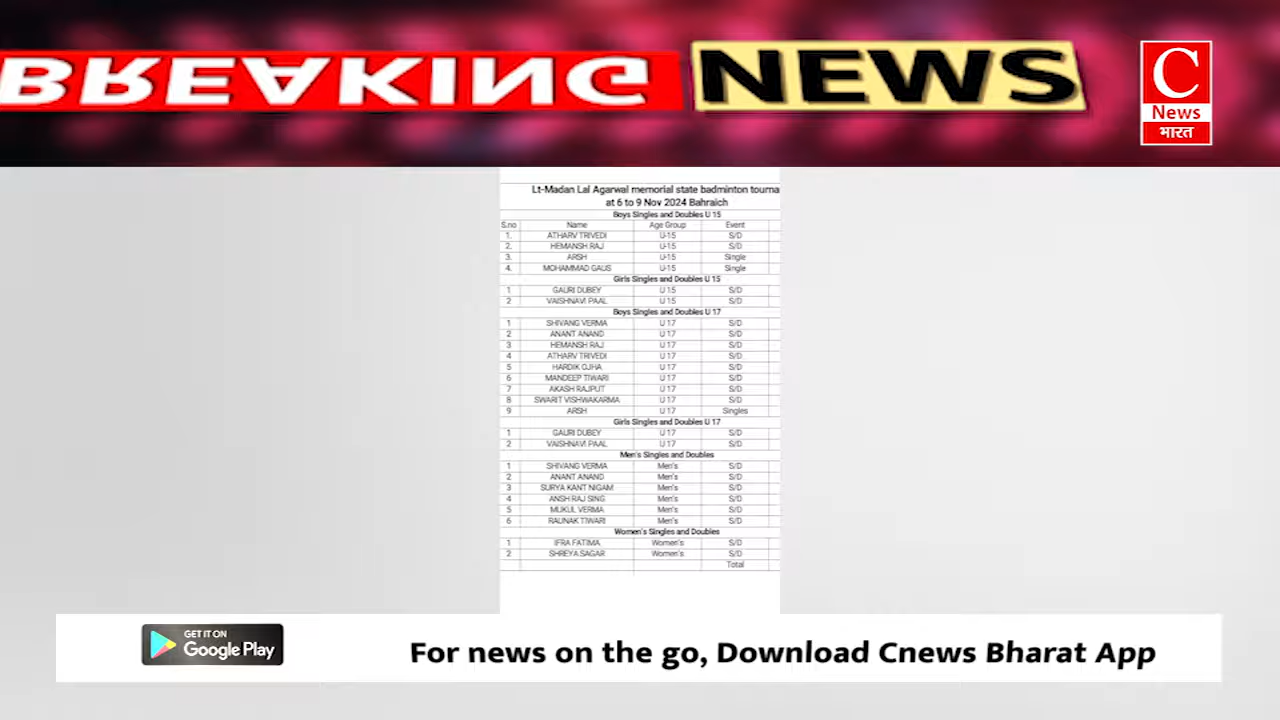 BREAKING NEWS
C
News
भारत
Lt-Madan Lal Agarwal memorial state badminton tourna
at 6 to 9 Nov 2024 Bahraich
Boys Singles and Doubles U 15
S.no Name Age Group Event
1. ATHARV TRIVEDI U-15 S/D
2. HEMANSH RAJ U-15 S/D
3. ARSH U-15 Single
4. MOHAMMAD GAUS U-15 Single
Girls Singles and Doubles U 15
1 GAURI DUBEY U 15 S/D
2 VAISHNAVI PAAL U 15 S/D
Boys Singles and Doubles U 17
1 SHIVANG VERMA U 17 S/D
2 ANANT ANAND U 17 S/D
3 HEMANSH RAJ U 17 S/D
4 ATHARV TRIVEDI U 17 S/D
5 HARDIK OJHA U 17 S/D
6 MANDEEP TIWARI U 17 S/D
7 AKASH RAJPUT U 17 S/D
8 SWARIT VISHWAKARMA U 17 S/D
9 ARSH U 17 Singles
Girls Singles and Doubles U 17
1 GAURI DUBEY U 17 S/D
2 VAISHNAVI PAAL U 17 S/D
Men's Singles and Doubles
1 SHIVANG VERMA Men's S/D
2 ANANT ANAND Men's S/D
3 SURYA KANT NIGAM Men's S/D
4 ANSH RAJ SING Men's S/D
5 MUKUL VERMA Men's S/D
6 RAUNAK TIWARI Men's S/D
Women's Singles and Doubles
1 IFRA FATIMA Women's S/D
2 SHREYA SAGAR Women's S/D
Total
GET IT ON
Google Play
For news on the go, Download Cnews Bharat App